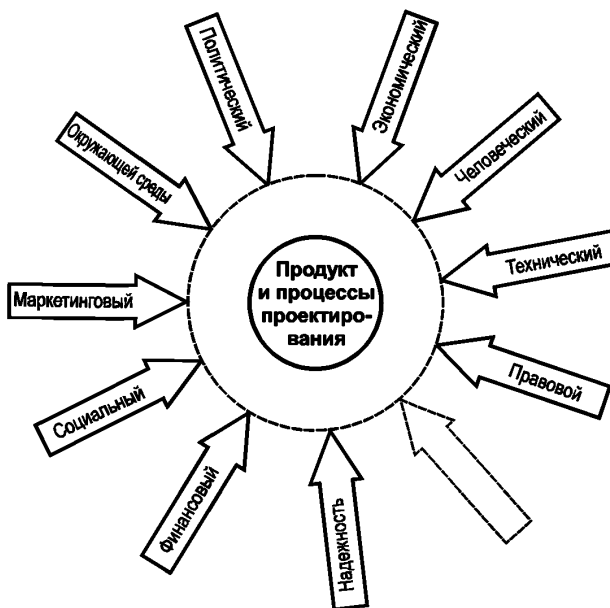 Политический
Экономический
Окружающей среды
Человеческий
Технический
Маркетинговый
Продукт
и процессы
проектиро-
вания
Правовой
Социальный
Финансовый
Надежность